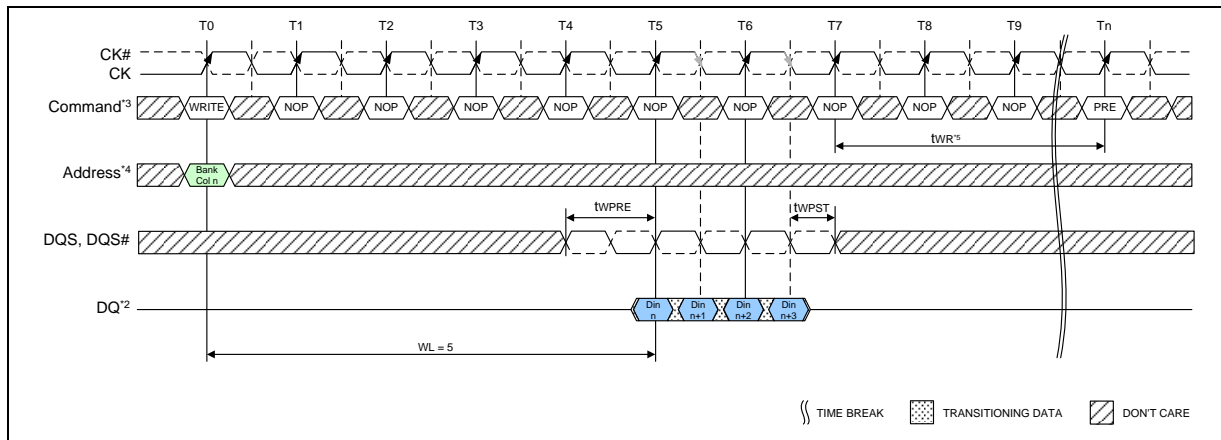 T0 T1 T2 T3 T4 T5 T6 T7 T8 T9 Tn
CK#
CK
Command*3 WRITE NOP NOP NOP NOP NOP NOP NOP NOP NOP PRE
tWR*5
Address*4 Bank Col n
tWPRE tWPST
DQS, DQS#
DQ*2 Din n Din n+1 Din n+2 Din n+3
WL = 5
TIME BREAK TRANSITIONING DATA DON'T CARE